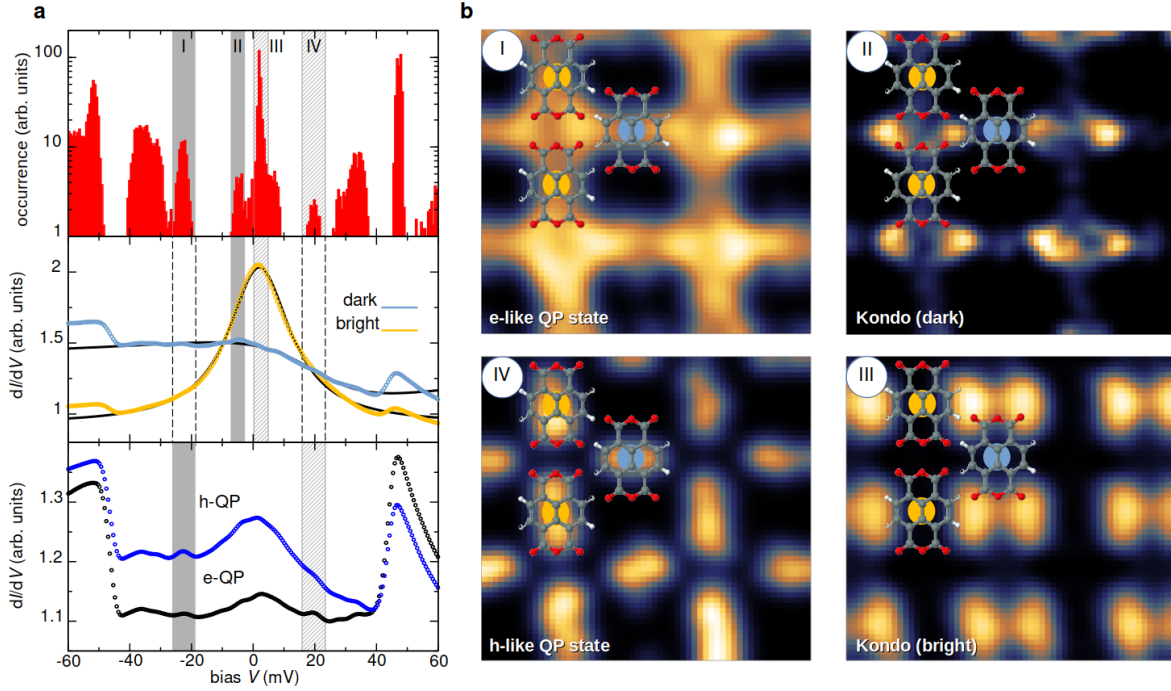 a
b
occurrence (arb. units)
100
10
1
I
II
III
IV
dI/dV (arb. units)
2
1.5
1
dark
bright
dI/dV (arb. units)
1.3
1.2
1.1
h-QP
e-QP
-60 -40 -20 0 20 40 60
bias V (mV)
I
e-like QP state
II
Kondo (dark)
IV
h-like QP state
III
Kondo (bright)